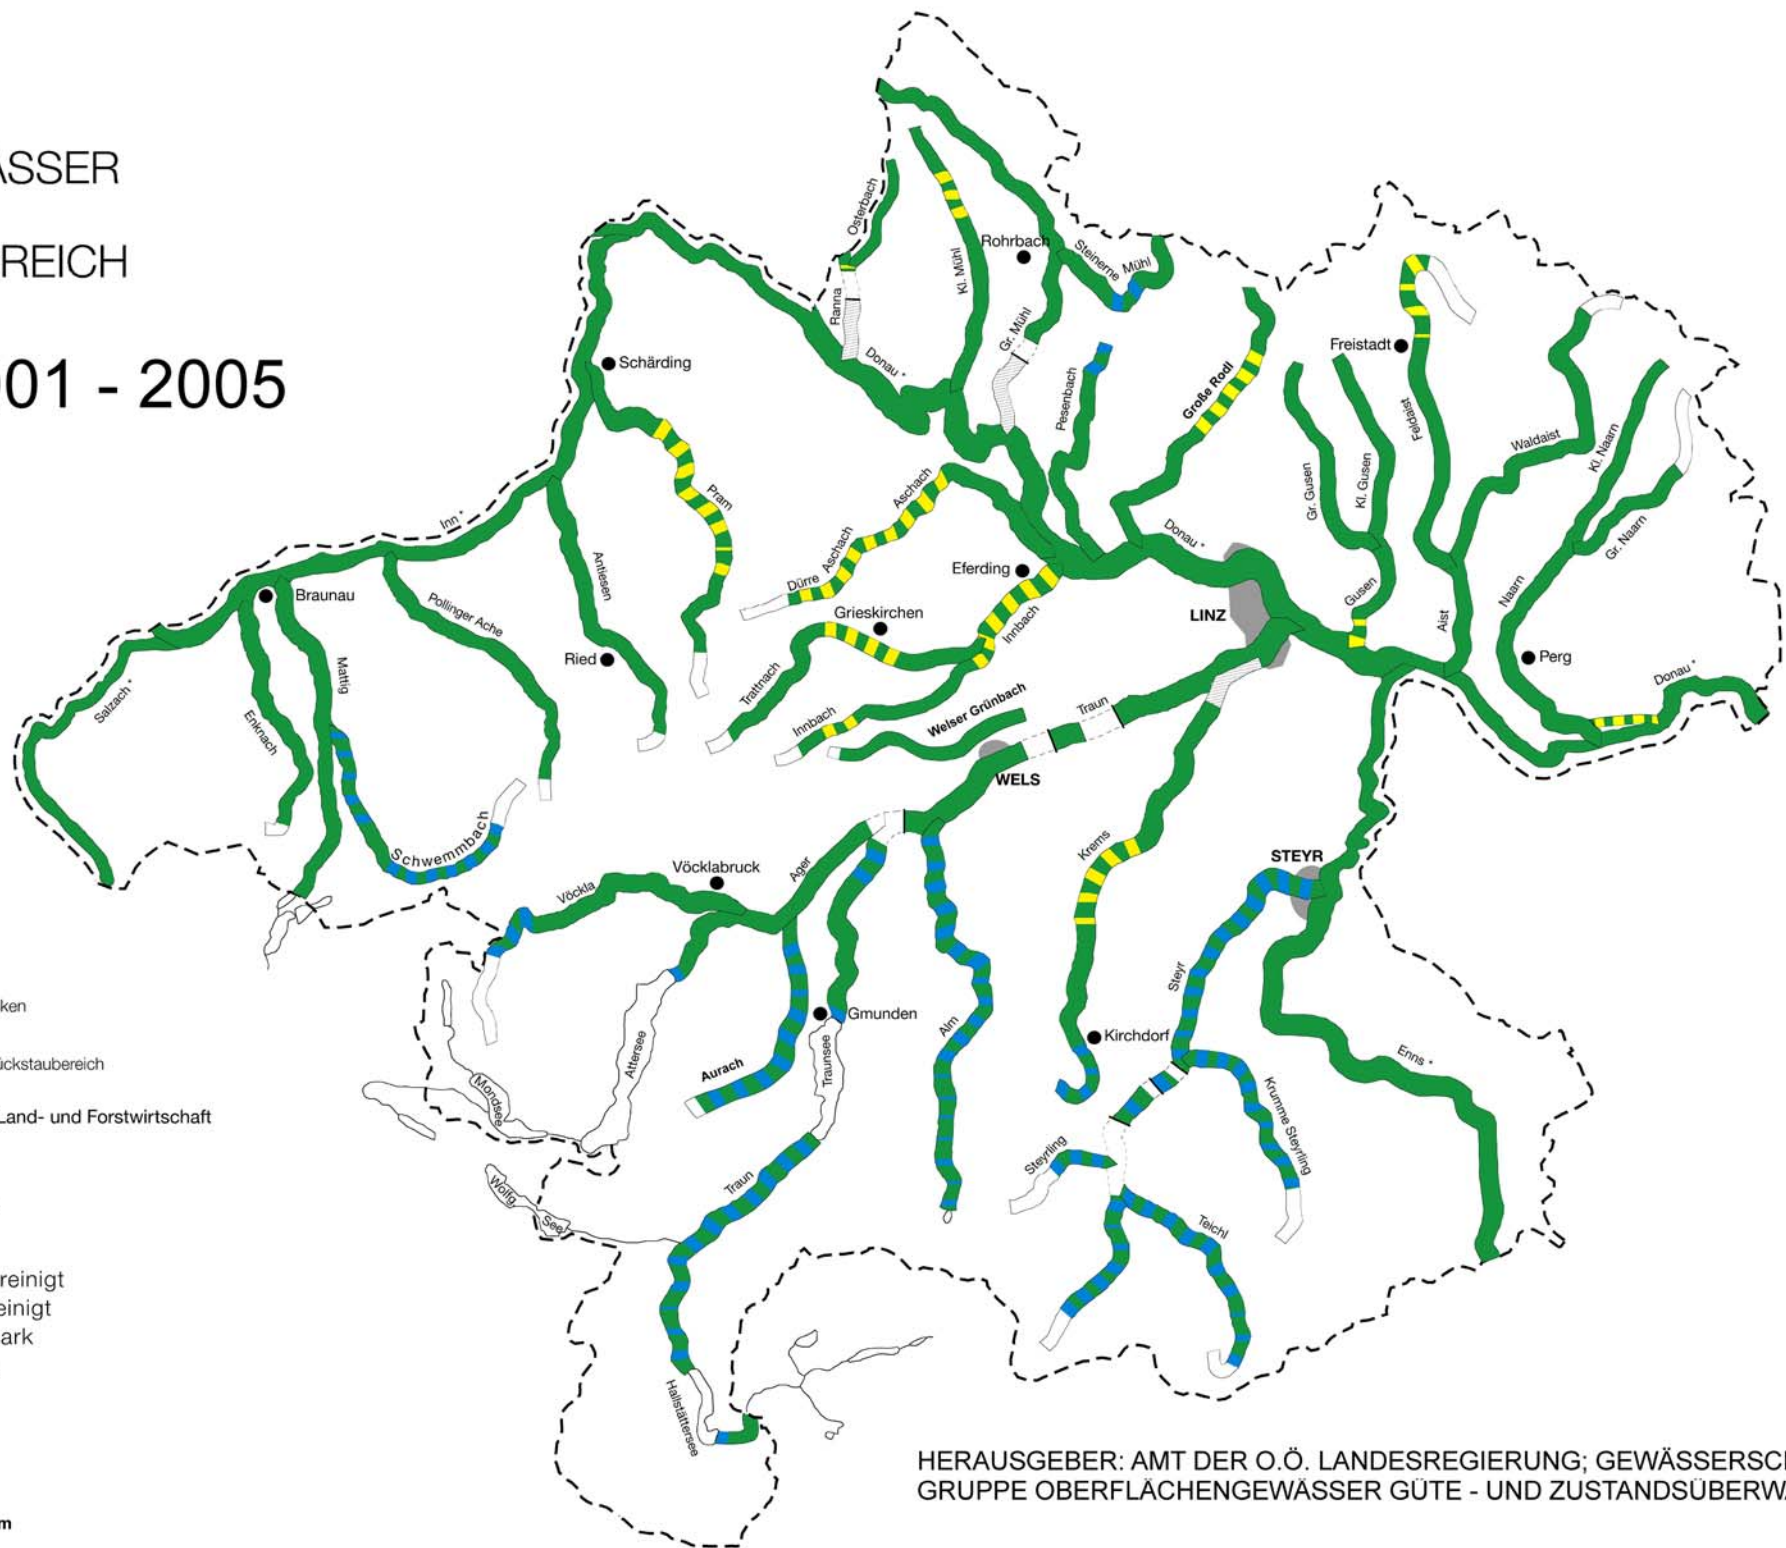 ASSER
REICH
001 - 2005
Osterbach
Ranna
Kl. Mühl
Rohrbach
Steinerne Mühl
Gr. Mühl
Donau *
Schärding
Pesenbach
Große Rodl
Freistadt
Feldaist
Waldaist
Kl. Naarn
Gr. Naarn
Gr. Gusen
Kl. Gusen
Gusen
Aist
Naarn
Perg
Donau *
Pram
Inn *
Antiesen
Aschach
Dürre Aschach
Eferding
Donau *
LINZ
Grieskirchen
Innbach
Trattnach
Innbach
Welser Grünbach
Traun
WELS
Braunau
Pollinger Ache
Ried
Salzach *
Mattig
Enknach
Schwemmbach
Vöcklabruck
Vöckla
Ager
Krems
STEYR
Steyr
Gmunden
Attersee
Traunsee
Aurach
Alm
Kirchdorf
Enns *
Mondsee
Krumme Steyrling
Steyrling
Teichl
Traun
Wolfg.
See
Hallstättersee
ken
ückstaubereich
Land- und Forstwirtschaft
reinigt
einigt
ark
m
HERAUSGEBER: AMT DER O.Ö. LANDESREGIERUNG; GEWÄSSERSC
GRUPPE OBERFLÄCHENGEWÄSSER GÜTE - UND ZUSTANDSÜBERWA